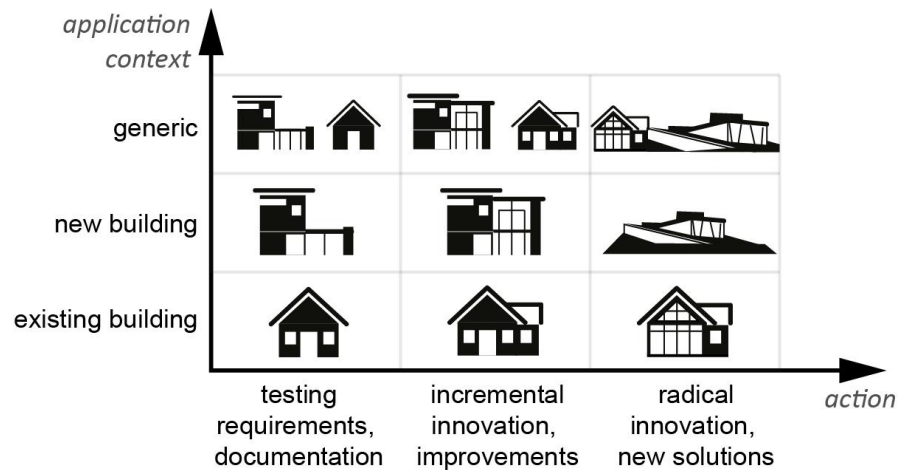 application
context
generic
new building
existing building
testing
requirements,
documentation
incremental
innovation,
improvements
radical
innovation,
new solutions
action